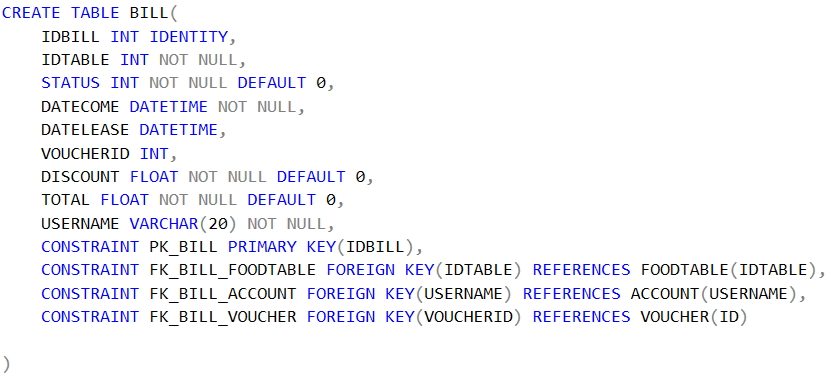 CREATE TABLE BILL(
    IDBILL INT IDENTITY,
    IDTABLE INT NOT NULL,
    STATUS INT NOT NULL DEFAULT 0,
    DATECOME DATETIME NOT NULL,
    DATELEASE DATETIME,
    VOUCHERID INT,
    DISCOUNT FLOAT NOT NULL DEFAULT 0,
    TOTAL FLOAT NOT NULL DEFAULT 0,
    USERNAME VARCHAR(20) NOT NULL,
    CONSTRAINT PK_BILL PRIMARY KEY(IDBILL),
    CONSTRAINT FK_BILL_FOODTABLE FOREIGN KEY(IDTABLE) REFERENCES FOODTABLE(IDTABLE),
    CONSTRAINT FK_BILL_ACCOUNT FOREIGN KEY(USERNAME) REFERENCES ACCOUNT(USERNAME),
    CONSTRAINT FK_BILL_VOUCHER FOREIGN KEY(VOUCHERID) REFERENCES VOUCHER(ID)
)